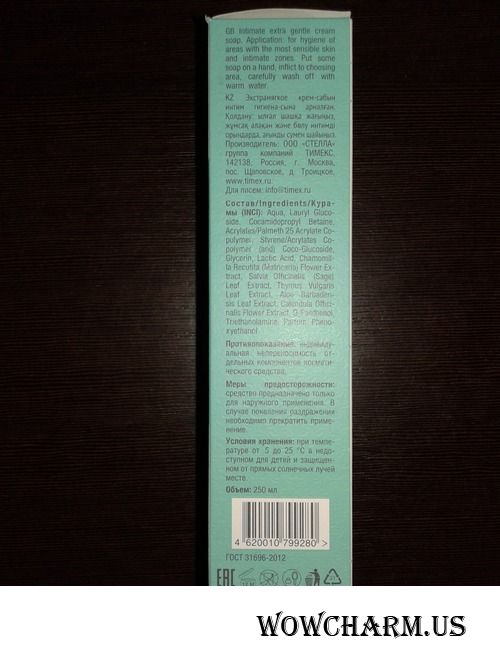 GB Intimate extra gentle cream
soap. Application: for hygiene of
areas with the most sensible skin
and intimate zones. Put some
soap on a hand, inflict to choosing
area, carefully wash off with
warm water.
KZ Экстрамягкое крем-сабын
интим гигиена-сына арналған.
Қолдану: ылғал шашқа жағыңыз,
жұмсақ алақан және бөлу интимді
орындарда, ағынды сумен шайыңыз.
Производитель: ООО «СТЕЛЛА»
группа компаний ТИМЕКС,
142138, Россия, г. Москва,
пос. Щаповское, д. Троицкое,
www.timex.ru.
Для писем: info@timex.ru
Состав/Ingredients/Кура-
мы (INCI): Aqua, Lauryl Gluco-
side, Cocamidopropyl Betaine,
Acrylates/Palmeth 25 Acrylate Co-
polymer, Styrene/Acrylates Co-
polymer (and) Coco-Glucoside,
Glycerin, Lactic Acid, Chamomil-
la Recutita (Matricaria) Flower Ex-
tract, Salvia Officinalis (Sage)
Leaf Extract, Thymus Vulgaris
Leaf Extract, Aloe Barbaden-
sis Leaf Extract, Calendula Offici-
nalis Flower Extract, D-Panthenol,
Triethanolamine, Parfum, Pheno-
xyethanol
Противопоказания: индивиду-
альная непереносимость от-
дельных компонентов космети-
ческого средства.
Меры предосторожности:
средство предназначено только
для наружного применения. В
случае появления раздражения
необходимо прекратить приме-
нение.
Условия хранения: при темпе-
ратуре от 5 до 25 °С в недо-
ступном для детей и защищен-
ном от прямых солнечных лучей
месте.
Объем: 250 мл
4 620010 799280 >
ГОСТ 31696-2012
EAC
WOWCHARM.US